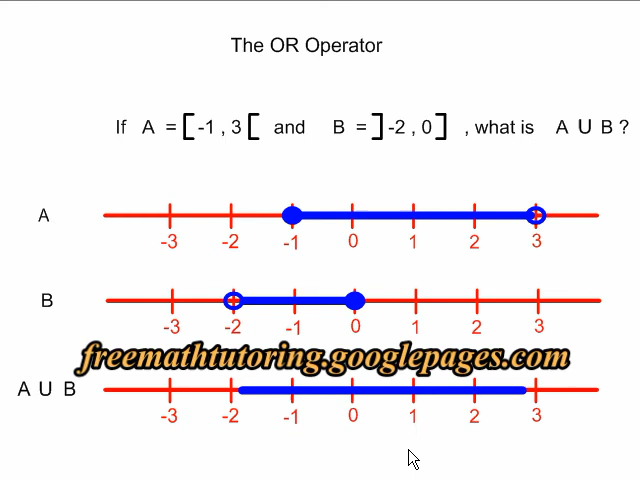 The OR Operator
If A = [ -1 , 3 [ and B = ] -2 , 0 ] , what is A U B ?
A
-3 -2 -1 0 1 2 3
B
-3 -2 -1 0 1 2 3
freemathtutoring.googlepages.com
A U B
-3 -2 -1 0 1 2 3